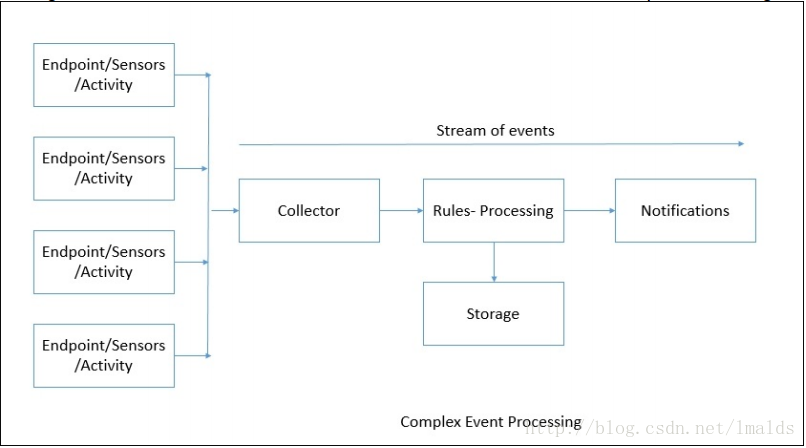 Endpoint/Sensors
/Activity
Endpoint/Sensors
/Activity
Endpoint/Sensors
/Activity
Endpoint/Sensors
/Activity
Stream of events
Collector
Rules- Processing
Notifications
Storage
Complex Event Processing
http://blog.csdn.net/lmalds